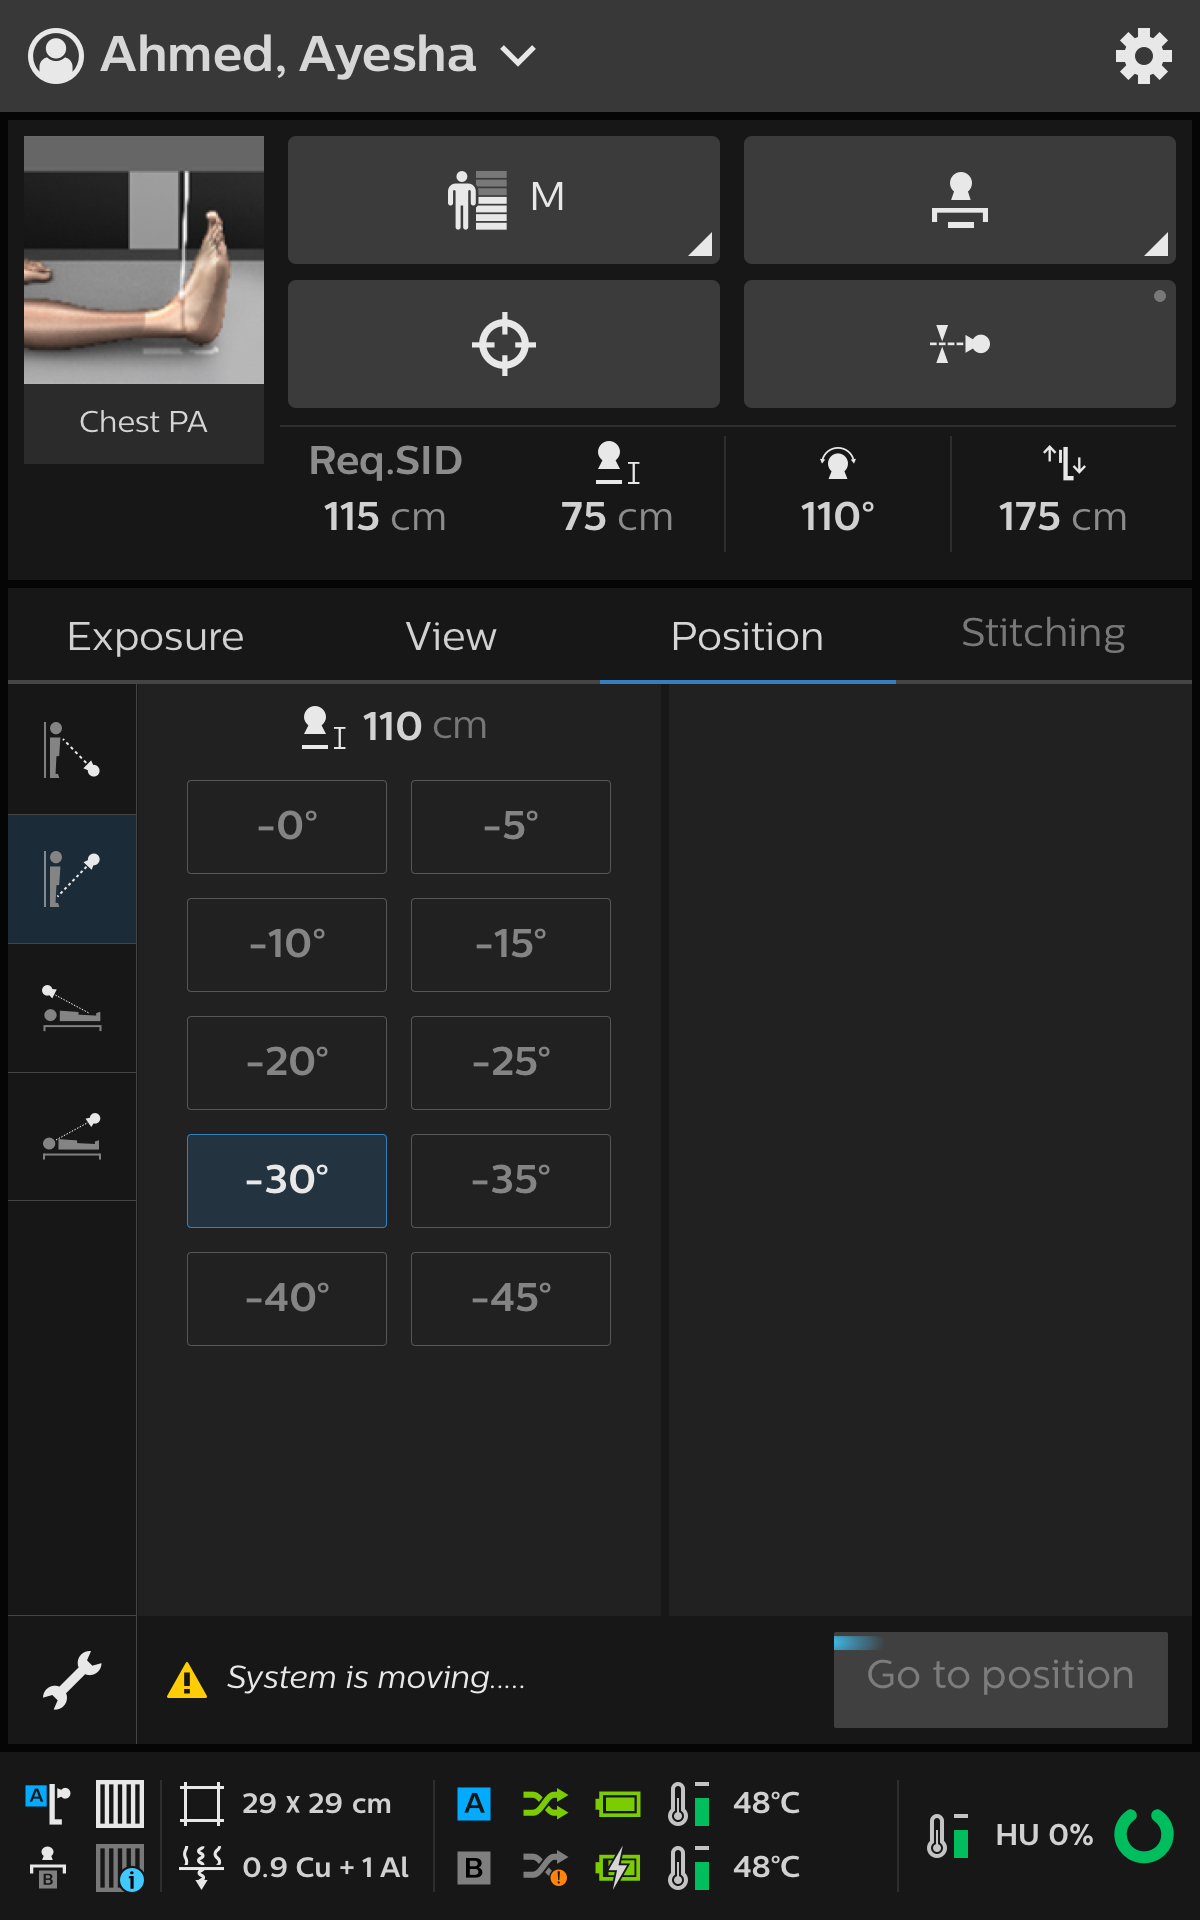 Ahmed, Ayesha
M
Chest PA
Req.SID
115 cm
75 cm
110°
175 cm
Exposure
View
Position
Stitching
110 cm
-0°
-5°
-10°
-15°
-20°
-25°
-30°
-35°
-40°
-45°
System is moving.....
Go to position
A
29 x 29 cm
A
48°C
HU 0%
B
i
0.9 Cu + 1 Al
B
!
48°C